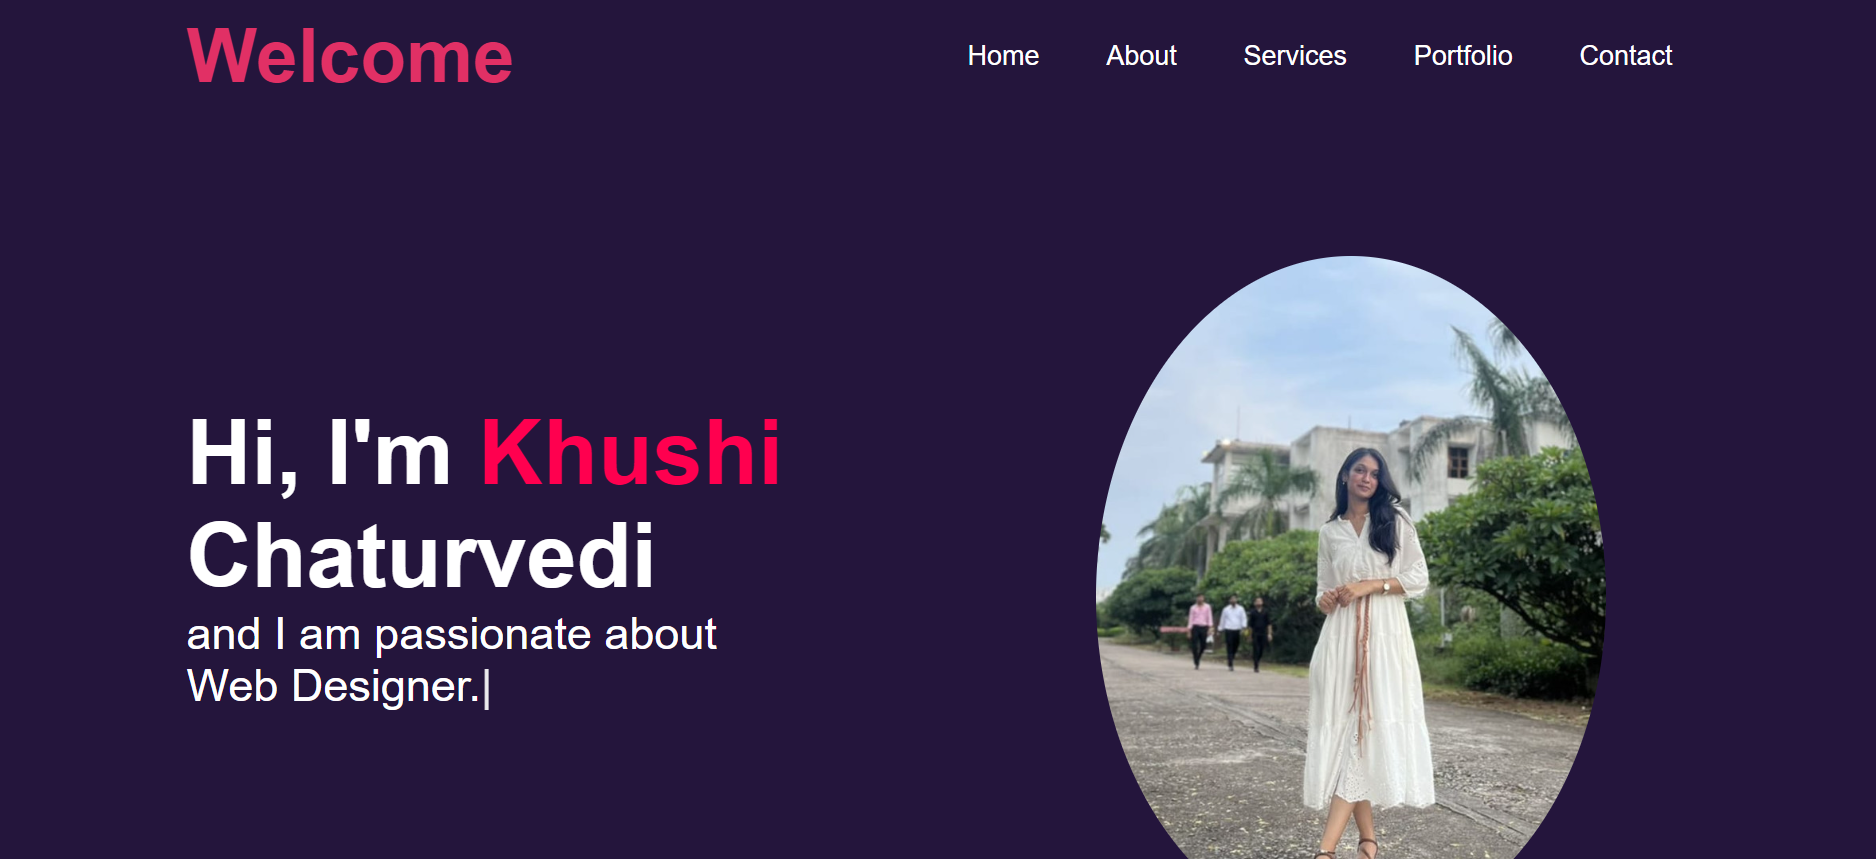 Welcome
Home About Services Portfolio Contact
Hi, I'm Khushi
Chaturvedi
and I am passionate about
Web Designer.|